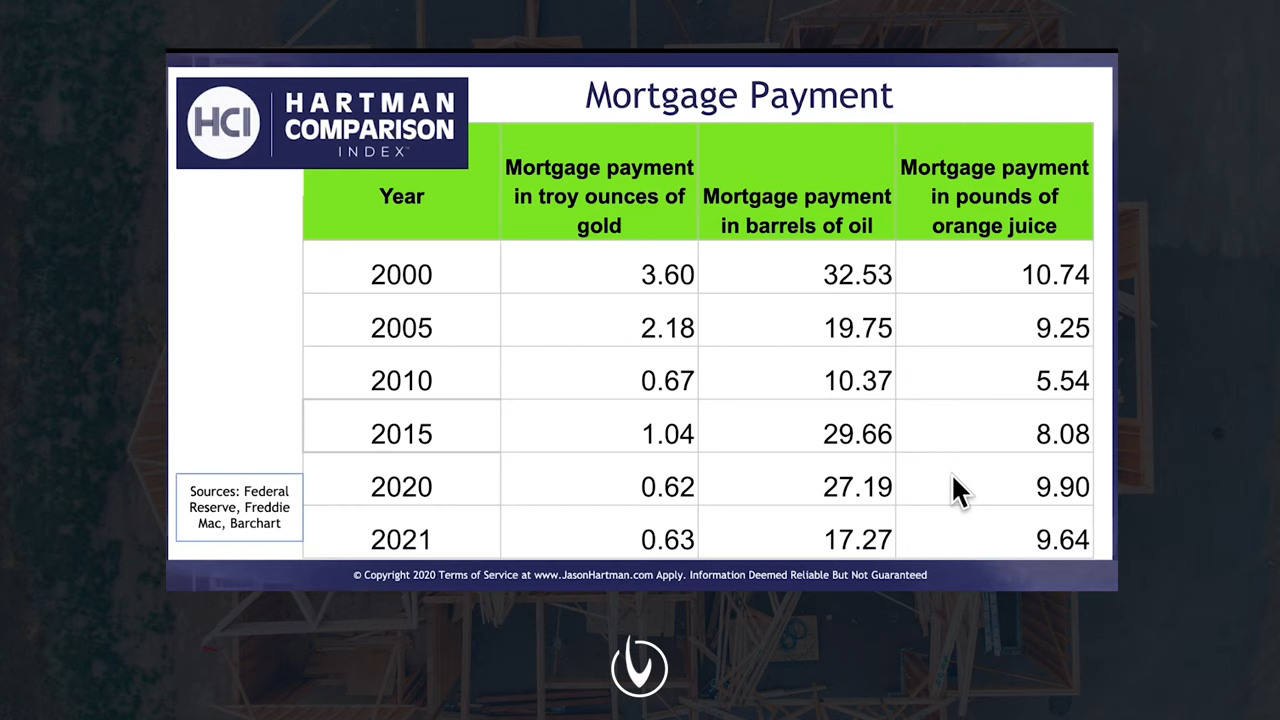 HCI
HARTMAN
COMPARISON
INDEX™
Mortgage Payment
Year
Mortgage payment
in troy ounces of
gold
Mortgage payment
in barrels of oil
Mortgage payment
in pounds of
orange juice
2000 3.60 32.53 10.74
2005 2.18 19.75 9.25
2010 0.67 10.37 5.54
2015 1.04 29.66 8.08
2020 0.62 27.19 9.90
2021 0.63 17.27 9.64
Sources: Federal
Reserve, Freddie
Mac, Barchart
© Copyright 2020 Terms of Service at www.JasonHartman.com Apply. Information Deemed Reliable But Not Guaranteed